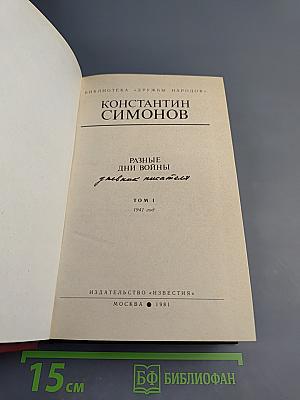 БИБЛИОТЕКА «ДРУЖБЫ НАРОДОВ»
КОНСТАНТИН
СИМОНОВ
РАЗНЫЕ
ДНИ ВОЙНЫ
дневник писателя
ТОМ I
1941 год
ИЗДАТЕЛЬСТВО «ИЗВЕСТИЯ»
МОСКВА ● 1981
15 см
БФ БИБЛИОФАН